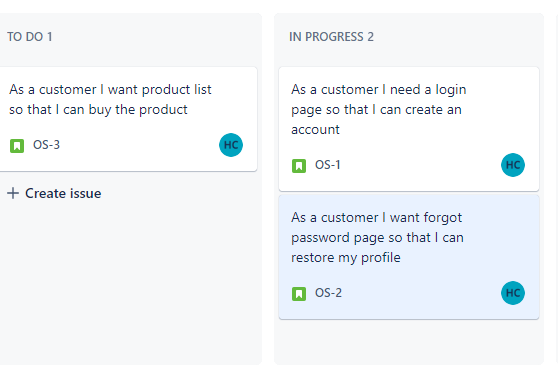 TO DO 1
As a customer I want product list
so that I can buy the product
OS-3
HC
+ Create issue
IN PROGRESS 2
As a customer I need a login
page so that I can create an
account
OS-1
HC
As a customer I want forgot
password page so that I can
restore my profile
OS-2
HC